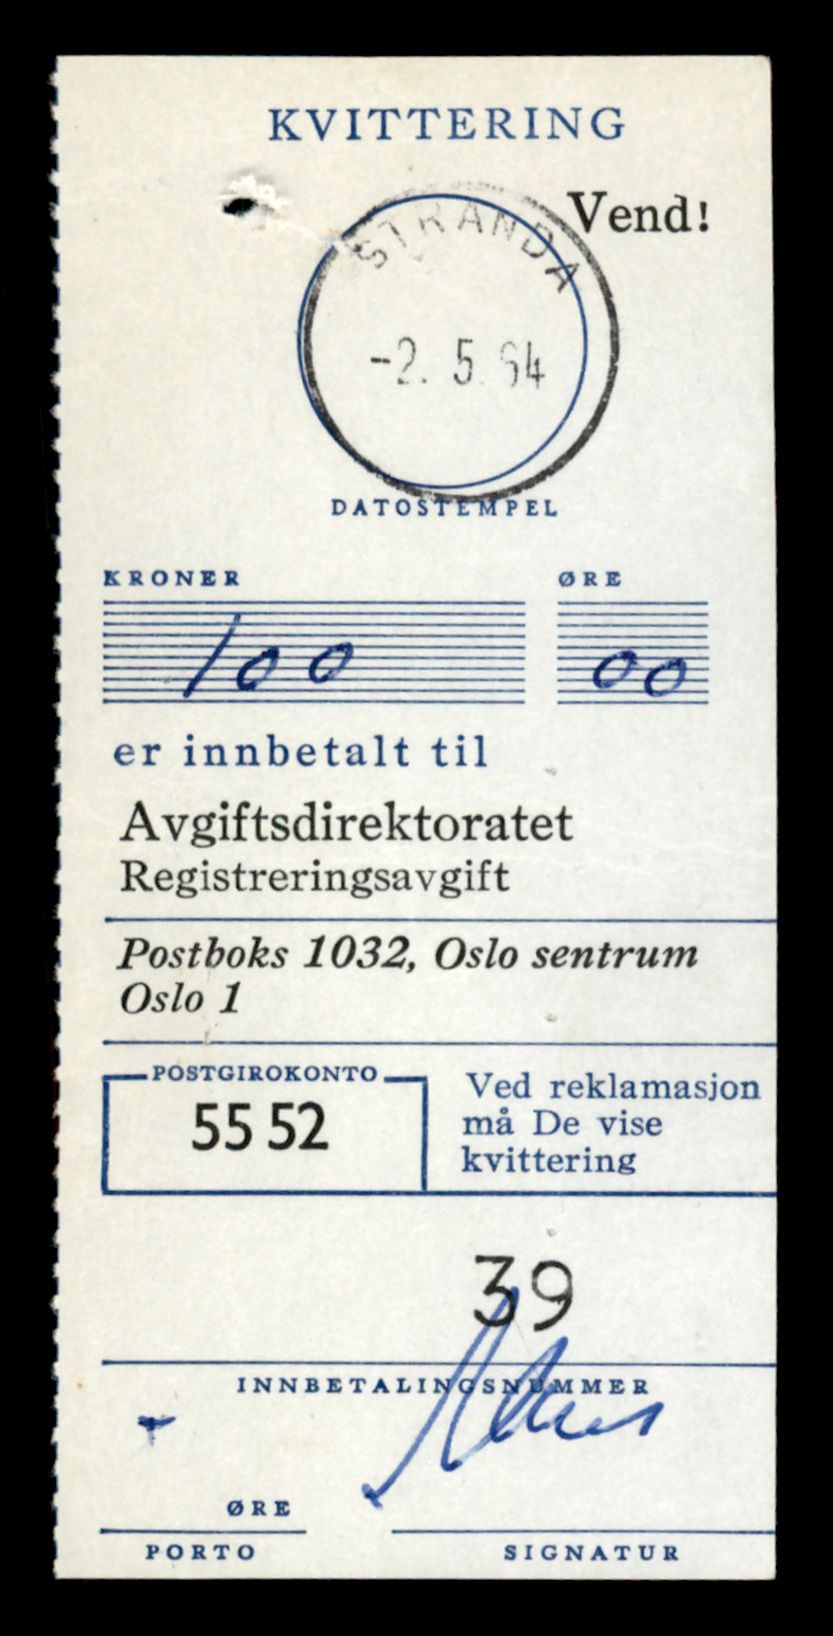 KVITTERING
Vend!
STRANDA
-2. 5. 64
DATOSTEMPEL
KRONER ØRE
100 00
er innbetalt til
Avgiftsdirektoratet
Registreringsavgift
Postboks 1032, Oslo sentrum
Oslo 1
POSTGIROKONTO
55 52
Ved reklamasjon
må De vise
kvittering
39
INNBETALINGSNUMMER
ØRE
PORTO SIGNATUR